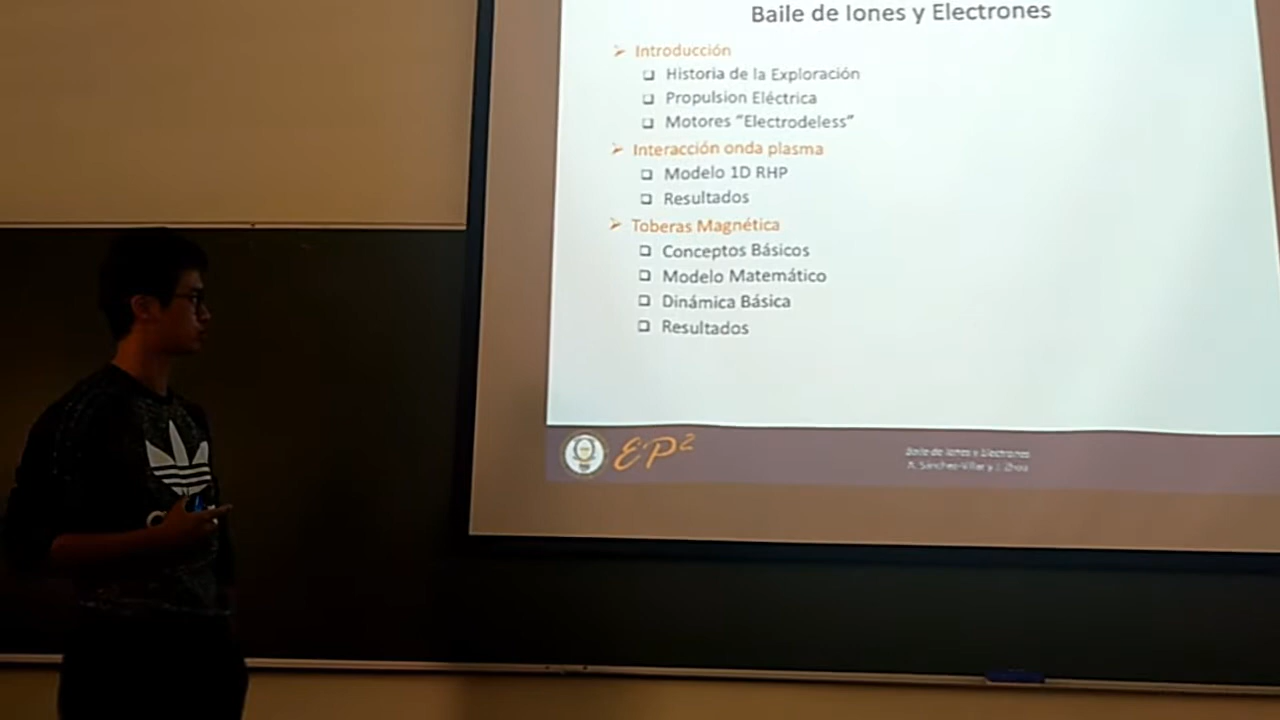 Baile de Iones y Electrones
Introducción
Historia de la Exploración
Propulsion Eléctrica
Motores "Electrodeless"
Interacción onda plasma
Modelo 1D RHP
Resultados
Toberas Magnética
Conceptos Básicos
Modelo Matemático
Dinámica Básica
Resultados
EP2
Baile de Iones y Electrones
A. Sánchez-Villar y J. Zhou